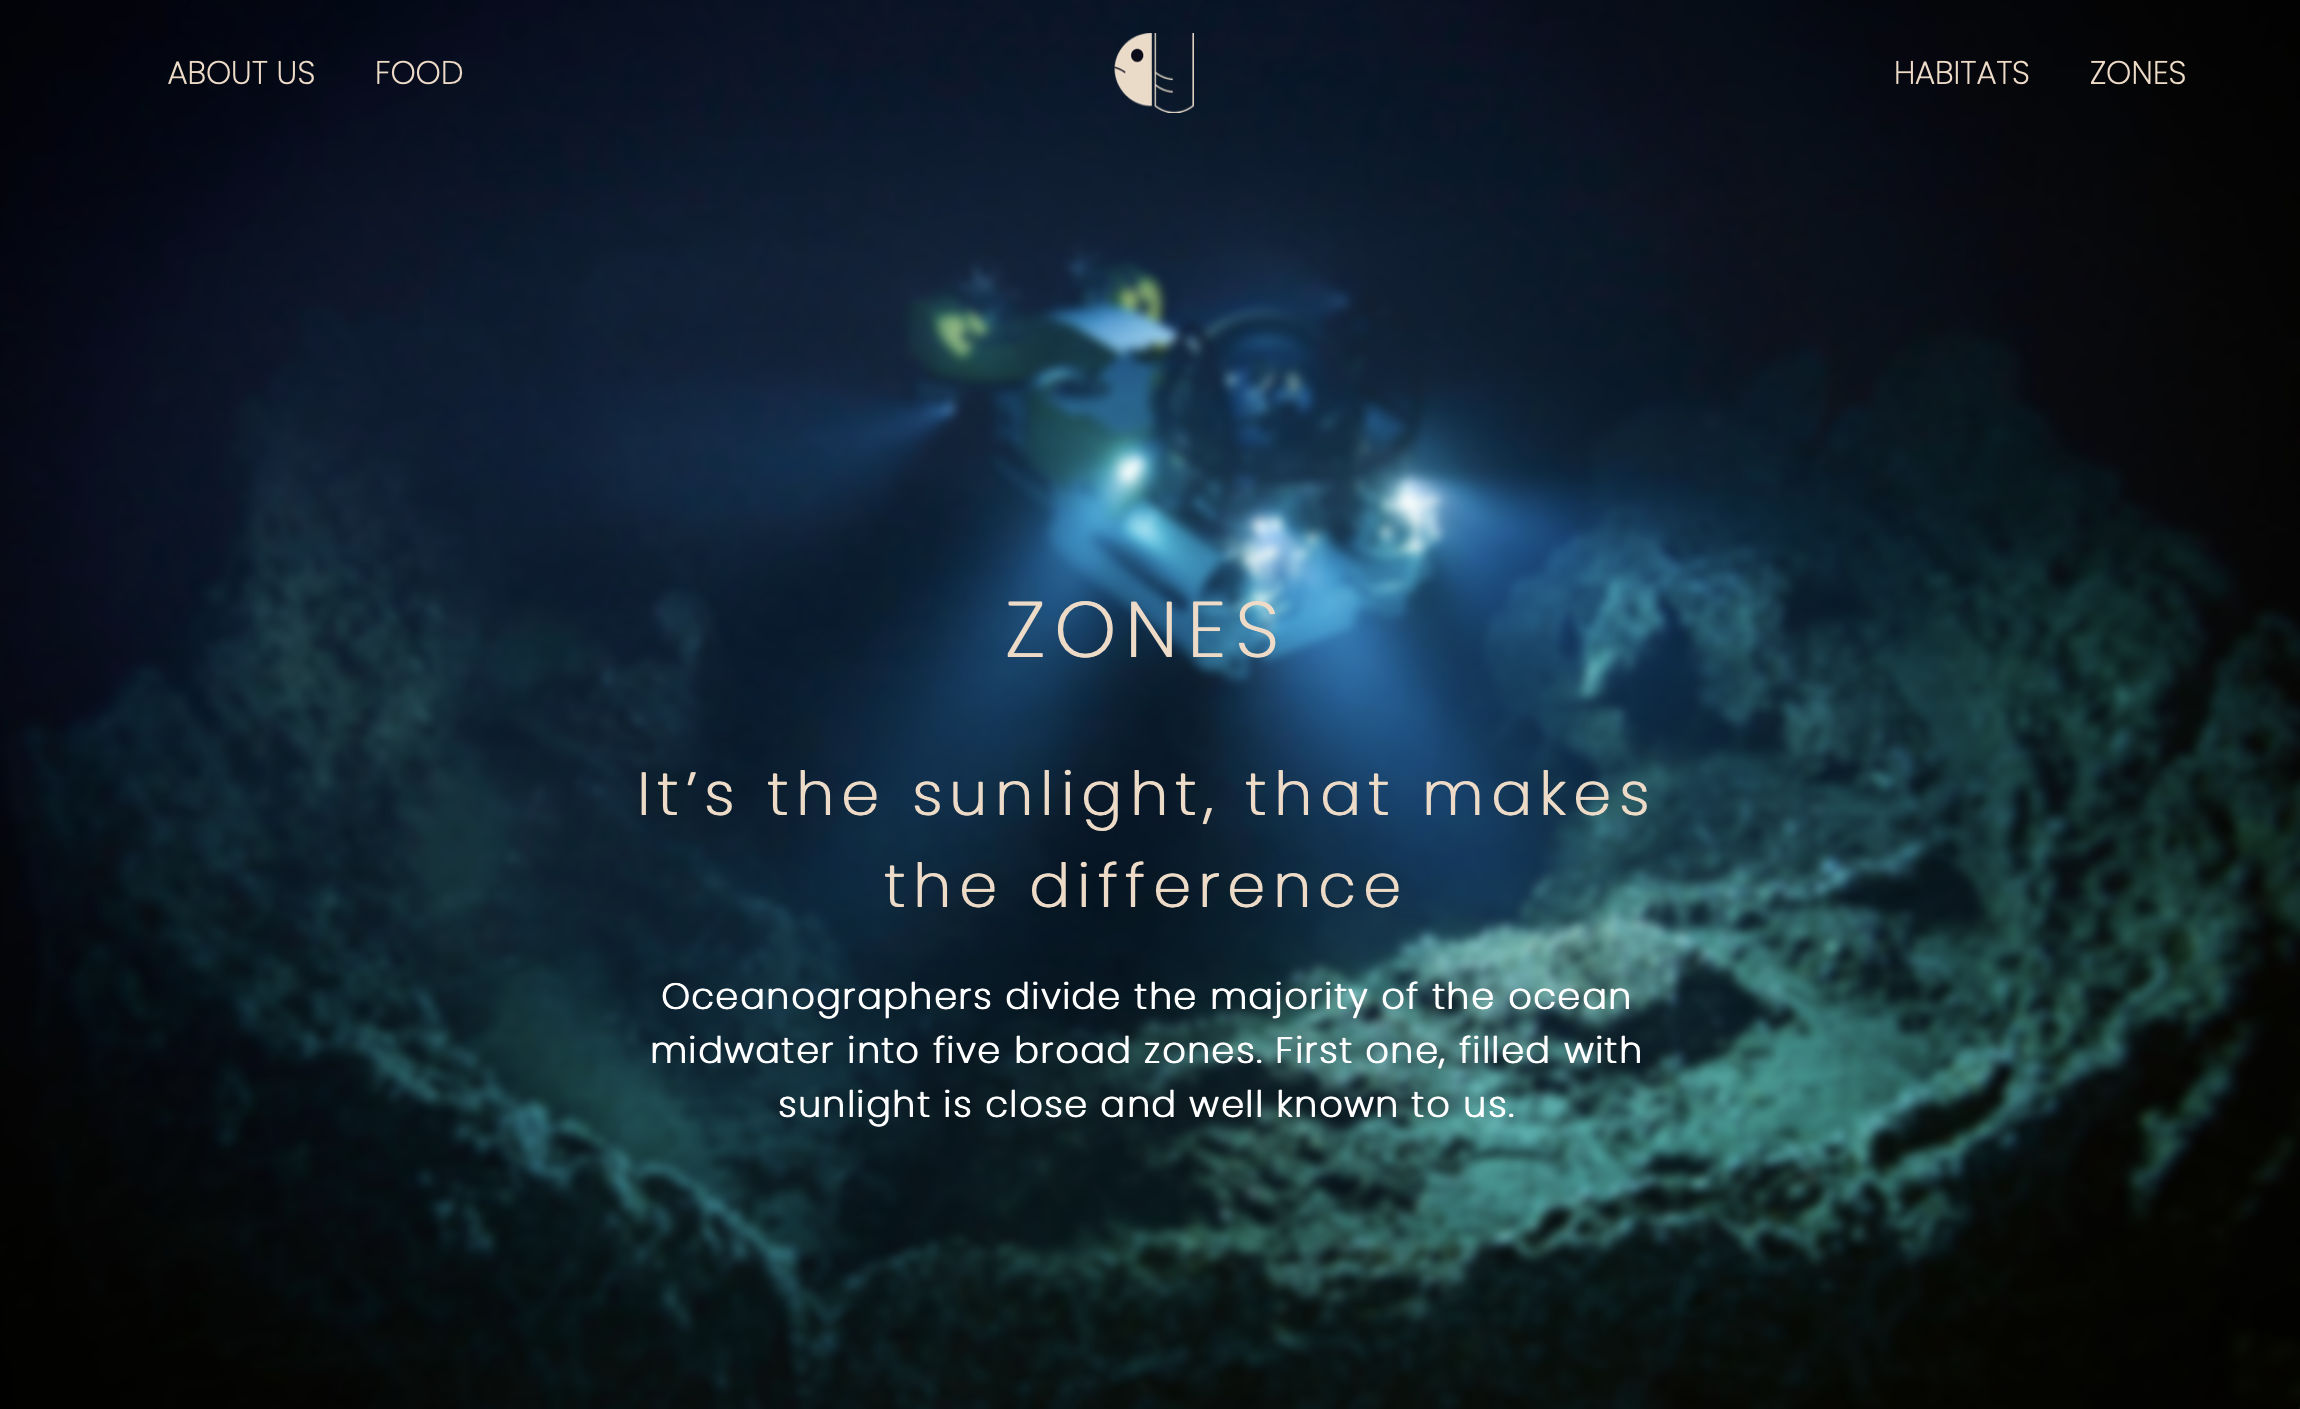 ABOUT US
FOOD
HABITATS
ZONES
ZONES
It’s the sunlight, that makes
the difference
Oceanographers divide the majority of the ocean
midwater into five broad zones. First one, filled with
sunlight is close and well known to us.